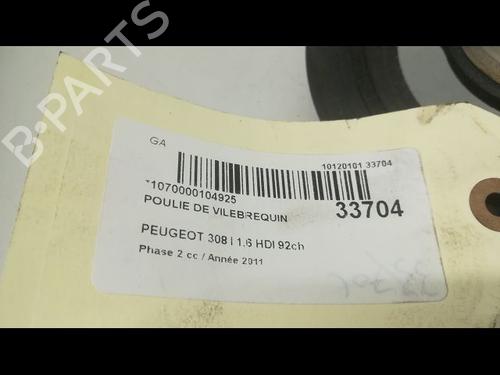 B-PARTS
GA
10120101 33704
*1070000104925
POULIE DE VILEBREQUIN
33704
PEUGEOT 308 I 1.6 HDI 92ch
Phase 2 cc / Année 2011